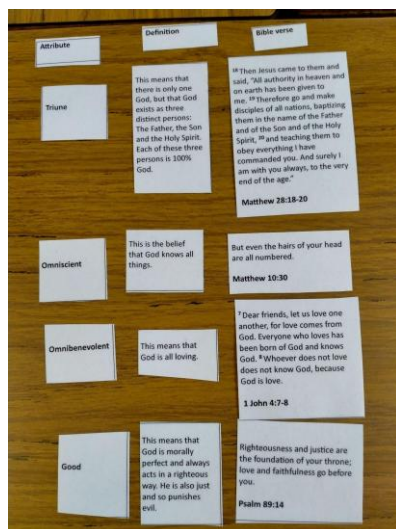 Attribute
Definition
Bible verse
Triune
This means that
there is only one
God, but that God
exists as three
distinct persons:
The Father, the Son
and the Holy Spirit.
Each of these three
persons is 100%
God.
18 Then Jesus came to them and
said, "All authority in heaven and
on earth has been given to
me. 19 Therefore go and make
disciples of all nations, baptizing
them in the name of the Father
and of the Son and of the Holy
Spirit, 20 and teaching them to
obey everything I have
commanded you. And surely I
am with you always, to the very
end of the age."
Matthew 28:18-20
Omniscient
This is the belief
that God knows all
things.
But even the hairs of your head
are all numbered.
Matthew 10:30
Omnibenevolent
This means that
God is all loving.
7 Dear friends, let us love one
another, for love comes from
God. Everyone who loves has
been born of God and knows
God. 8 Whoever does not love
does not know God, because
God is love.
1 John 4:7-8
Good
This means that
God is morally
perfect and always
acts in a righteous
way. He is also just
and so punishes
evil.
Righteousness and justice are
the foundation of your throne;
love and faithfulness go before
you.
Psalm 89:14